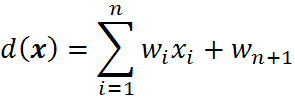 d(x) = ∑_{i=1}^{n} w_i x_i + w_{n+1}